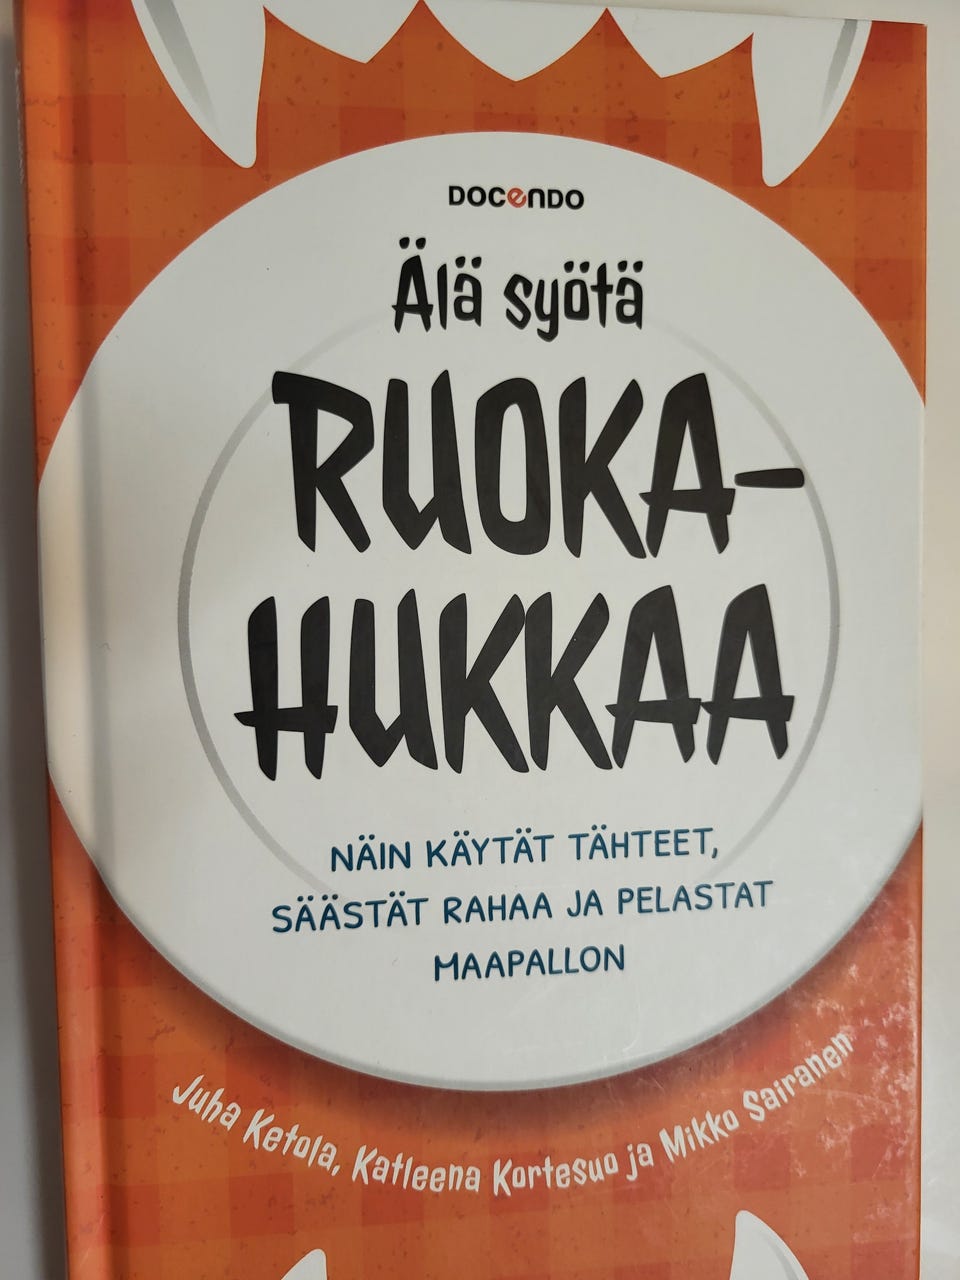 DOCENDO
Älä syötä
RUOKA-
HUKKAA
NÄIN KÄYTÄT TÄHTEET,
SÄÄSTÄT RAHAA JA PELASTAT
MAAPALLON
Juha Ketola, Katleena Kortesuo ja Mikko Sairanen